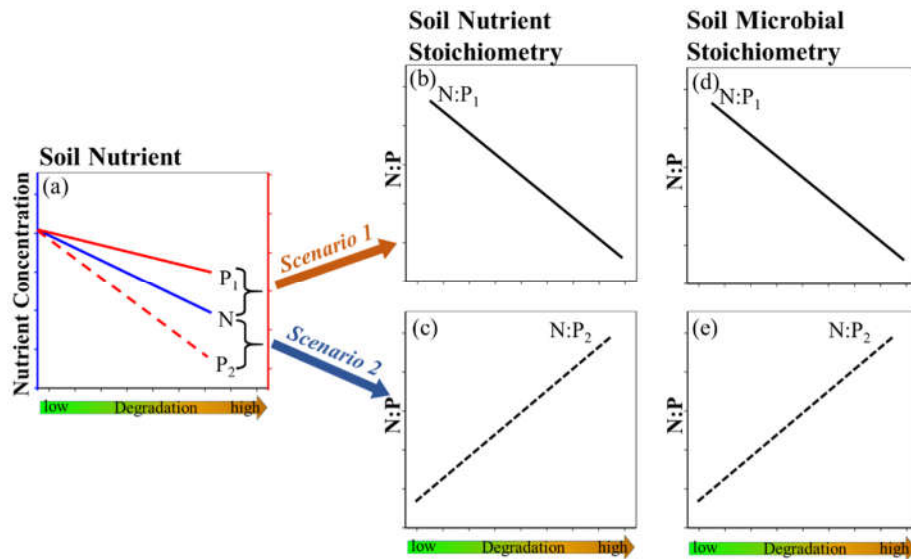 Soil Nutrient
Stoichiometry
Soil Microbial
Stoichiometry
Soil Nutrient
(a)
Nutrient Concentration
P1
N
P2
low Degradation high
Scenario 1
Scenario 2
(b)
N:P1
N:P
(c)
N:P2
N:P
low Degradation high
(d)
N:P1
N:P
(e)
N:P2
N:P
low Degradation high